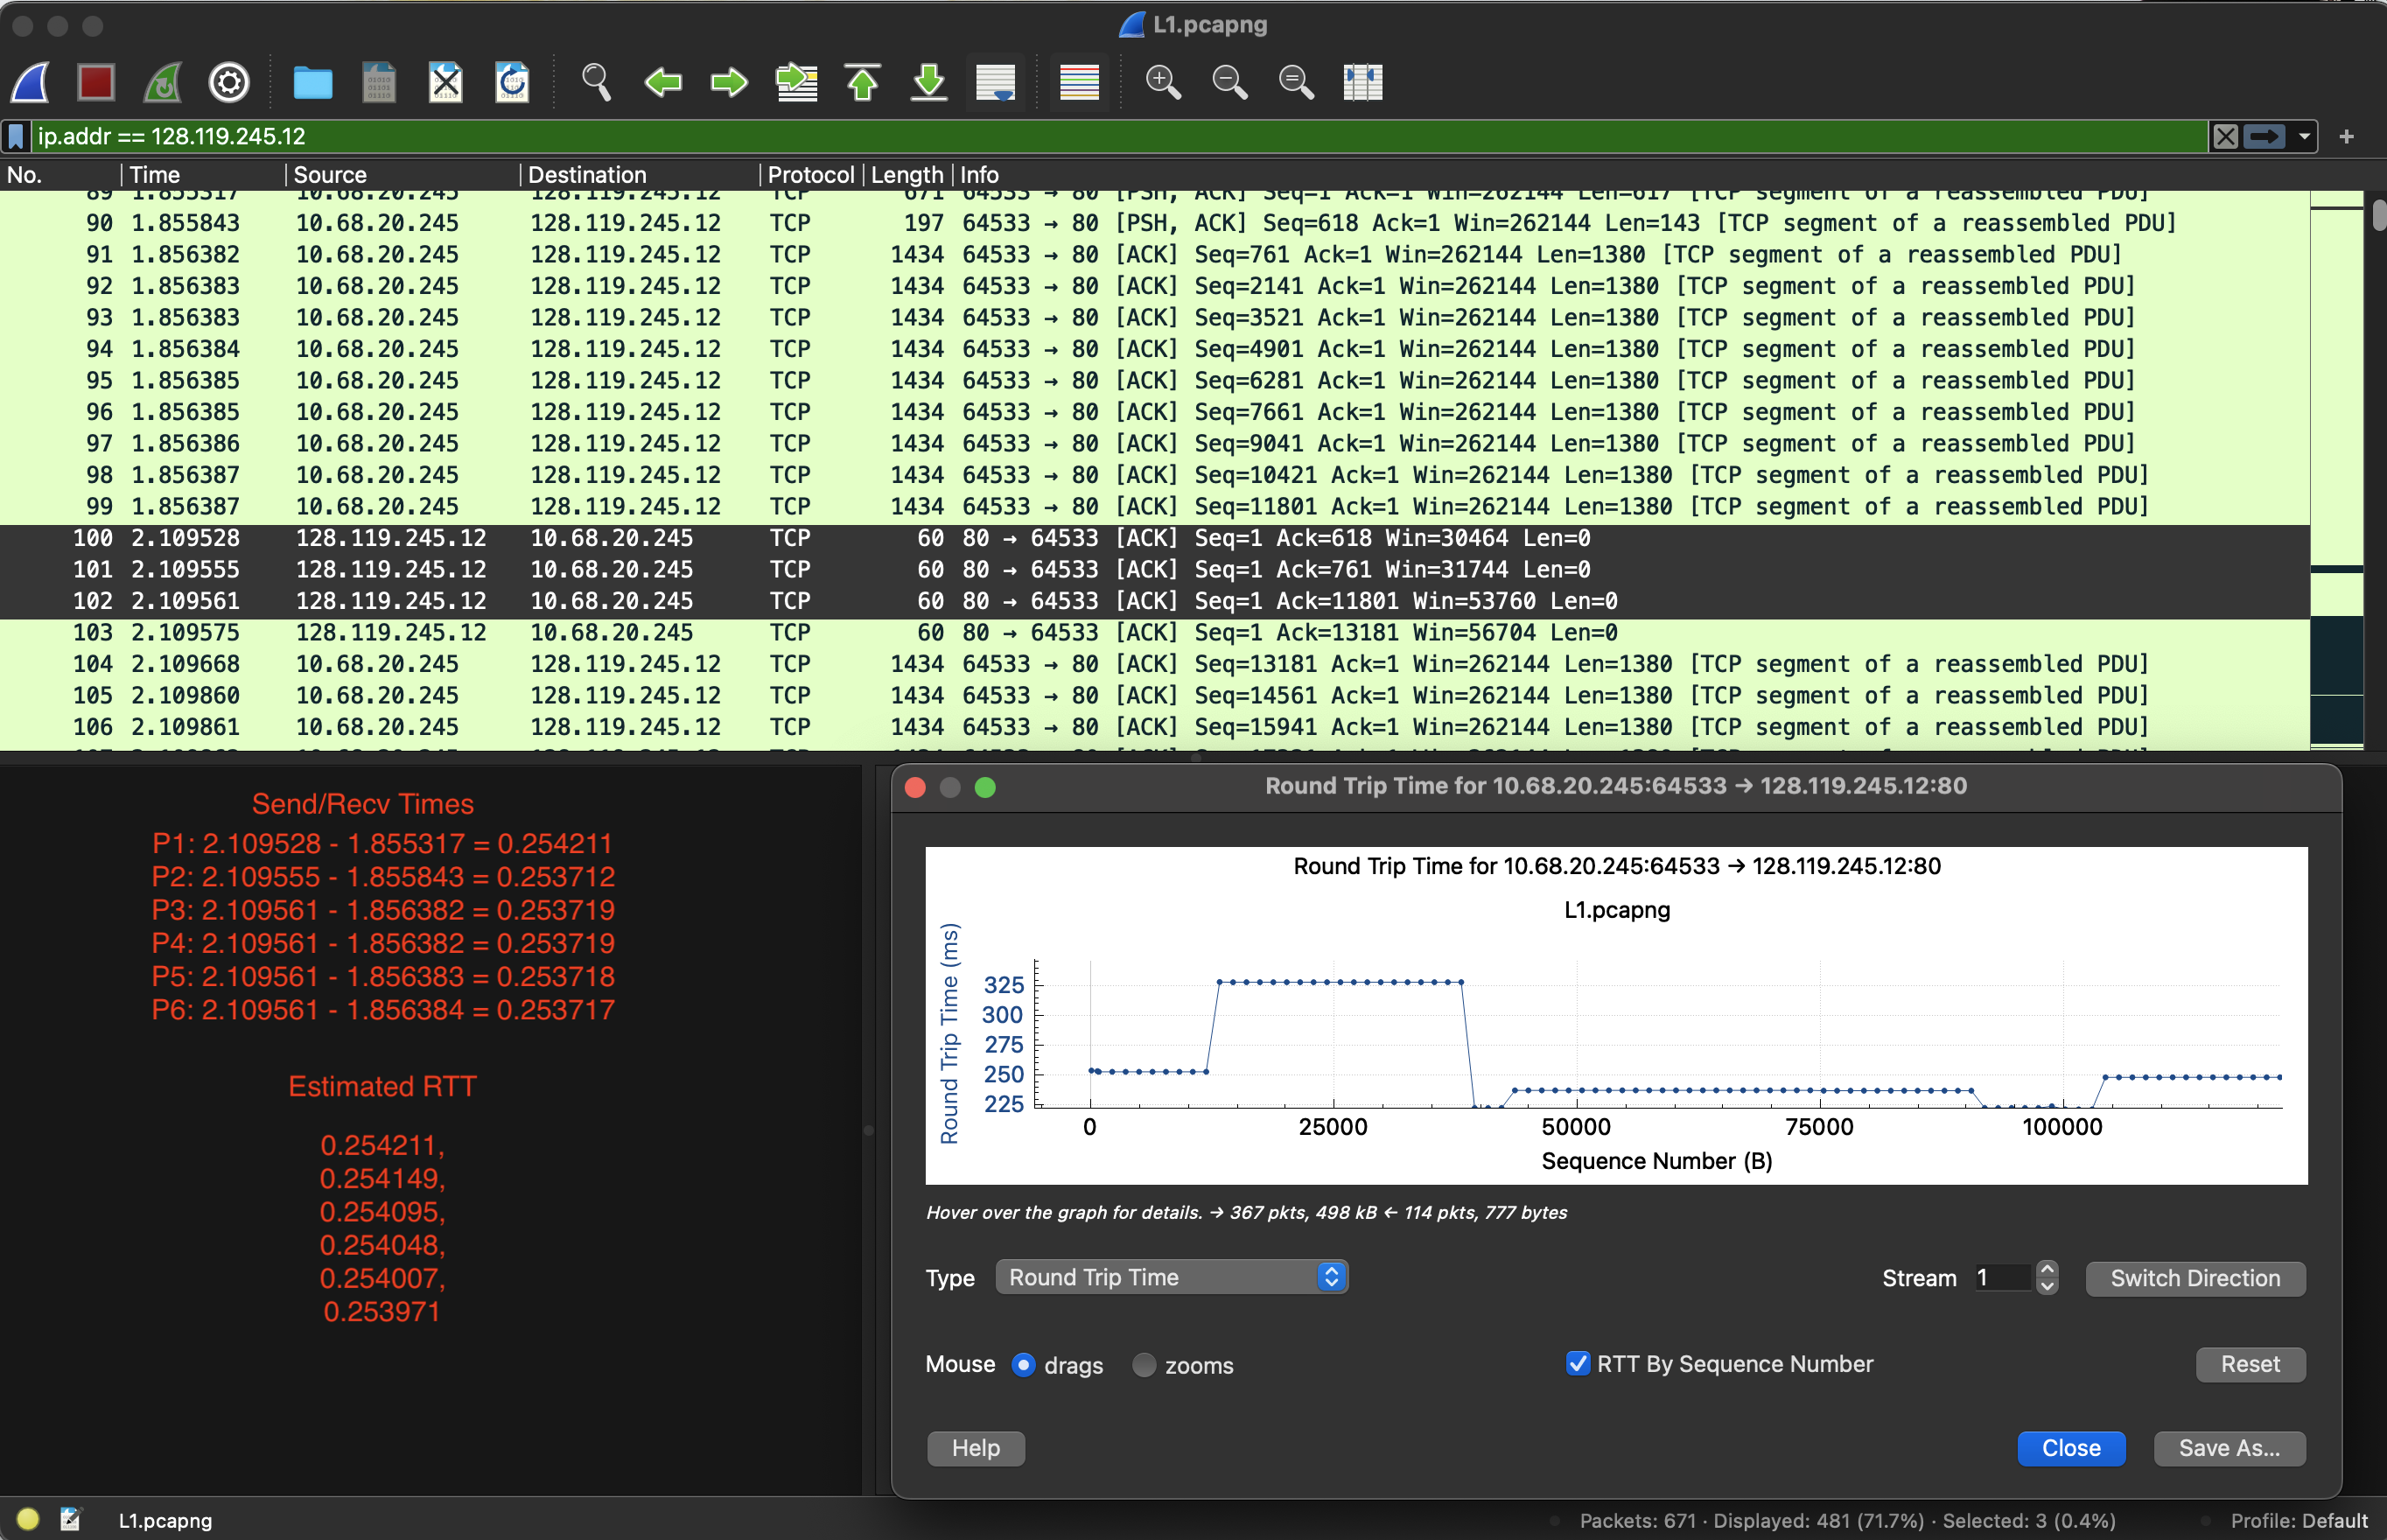 L1.pcapng
ip.addr == 128.119.245.12
No. Time Source Destination Protocol Length Info
89 1.855317 10.68.20.245 128.119.245.12 TCP 671 64533 → 80 [PSH, ACK] Seq=1 Ack=1 Win=262144 Len=617 [TCP segment of a reassembled PDU]
90 1.855843 10.68.20.245 128.119.245.12 TCP 197 64533 → 80 [PSH, ACK] Seq=618 Ack=1 Win=262144 Len=143 [TCP segment of a reassembled PDU]
91 1.856382 10.68.20.245 128.119.245.12 TCP 1434 64533 → 80 [ACK] Seq=761 Ack=1 Win=262144 Len=1380 [TCP segment of a reassembled PDU]
92 1.856383 10.68.20.245 128.119.245.12 TCP 1434 64533 → 80 [ACK] Seq=2141 Ack=1 Win=262144 Len=1380 [TCP segment of a reassembled PDU]
93 1.856383 10.68.20.245 128.119.245.12 TCP 1434 64533 → 80 [ACK] Seq=3521 Ack=1 Win=262144 Len=1380 [TCP segment of a reassembled PDU]
94 1.856384 10.68.20.245 128.119.245.12 TCP 1434 64533 → 80 [ACK] Seq=4901 Ack=1 Win=262144 Len=1380 [TCP segment of a reassembled PDU]
95 1.856385 10.68.20.245 128.119.245.12 TCP 1434 64533 → 80 [ACK] Seq=6281 Ack=1 Win=262144 Len=1380 [TCP segment of a reassembled PDU]
96 1.856385 10.68.20.245 128.119.245.12 TCP 1434 64533 → 80 [ACK] Seq=7661 Ack=1 Win=262144 Len=1380 [TCP segment of a reassembled PDU]
97 1.856386 10.68.20.245 128.119.245.12 TCP 1434 64533 → 80 [ACK] Seq=9041 Ack=1 Win=262144 Len=1380 [TCP segment of a reassembled PDU]
98 1.856387 10.68.20.245 128.119.245.12 TCP 1434 64533 → 80 [ACK] Seq=10421 Ack=1 Win=262144 Len=1380 [TCP segment of a reassembled PDU]
99 1.856387 10.68.20.245 128.119.245.12 TCP 1434 64533 → 80 [ACK] Seq=11801 Ack=1 Win=262144 Len=1380 [TCP segment of a reassembled PDU]
100 2.109528 128.119.245.12 10.68.20.245 TCP 60 80 → 64533 [ACK] Seq=1 Ack=618 Win=30464 Len=0
101 2.109555 128.119.245.12 10.68.20.245 TCP 60 80 → 64533 [ACK] Seq=1 Ack=761 Win=31744 Len=0
102 2.109561 128.119.245.12 10.68.20.245 TCP 60 80 → 64533 [ACK] Seq=1 Ack=11801 Win=53760 Len=0
103 2.109575 128.119.245.12 10.68.20.245 TCP 60 80 → 64533 [ACK] Seq=1 Ack=13181 Win=56704 Len=0
104 2.109668 10.68.20.245 128.119.245.12 TCP 1434 64533 → 80 [ACK] Seq=13181 Ack=1 Win=262144 Len=1380 [TCP segment of a reassembled PDU]
105 2.109860 10.68.20.245 128.119.245.12 TCP 1434 64533 → 80 [ACK] Seq=14561 Ack=1 Win=262144 Len=1380 [TCP segment of a reassembled PDU]
106 2.109861 10.68.20.245 128.119.245.12 TCP 1434 64533 → 80 [ACK] Seq=15941 Ack=1 Win=262144 Len=1380 [TCP segment of a reassembled PDU]
Send/Recv Times
P1: 2.109528 - 1.855317 = 0.254211
P2: 2.109555 - 1.855843 = 0.253712
P3: 2.109561 - 1.856382 = 0.253719
P4: 2.109561 - 1.856382 = 0.253719
P5: 2.109561 - 1.856383 = 0.253718
P6: 2.109561 - 1.856384 = 0.253717
Estimated RTT
0.254211,
0.254149,
0.254095,
0.254048,
0.254007,
0.253971
Round Trip Time for 10.68.20.245:64533 → 128.119.245.12:80
Round Trip Time for 10.68.20.245:64533 → 128.119.245.12:80
L1.pcapng
Round Trip Time (ms)
325
300
275
250
225
0 25000 50000 75000 100000
Sequence Number (B)
Hover over the graph for details. → 367 pkts, 498 kB ← 114 pkts, 777 bytes
Type Round Trip Time Stream 1 Switch Direction
Mouse drags zooms RTT By Sequence Number Reset
Help Close Save As...
L1.pcapng Packets: 671 · Displayed: 481 (71.7%) · Selected: 3 (0.4%) Profile: Default